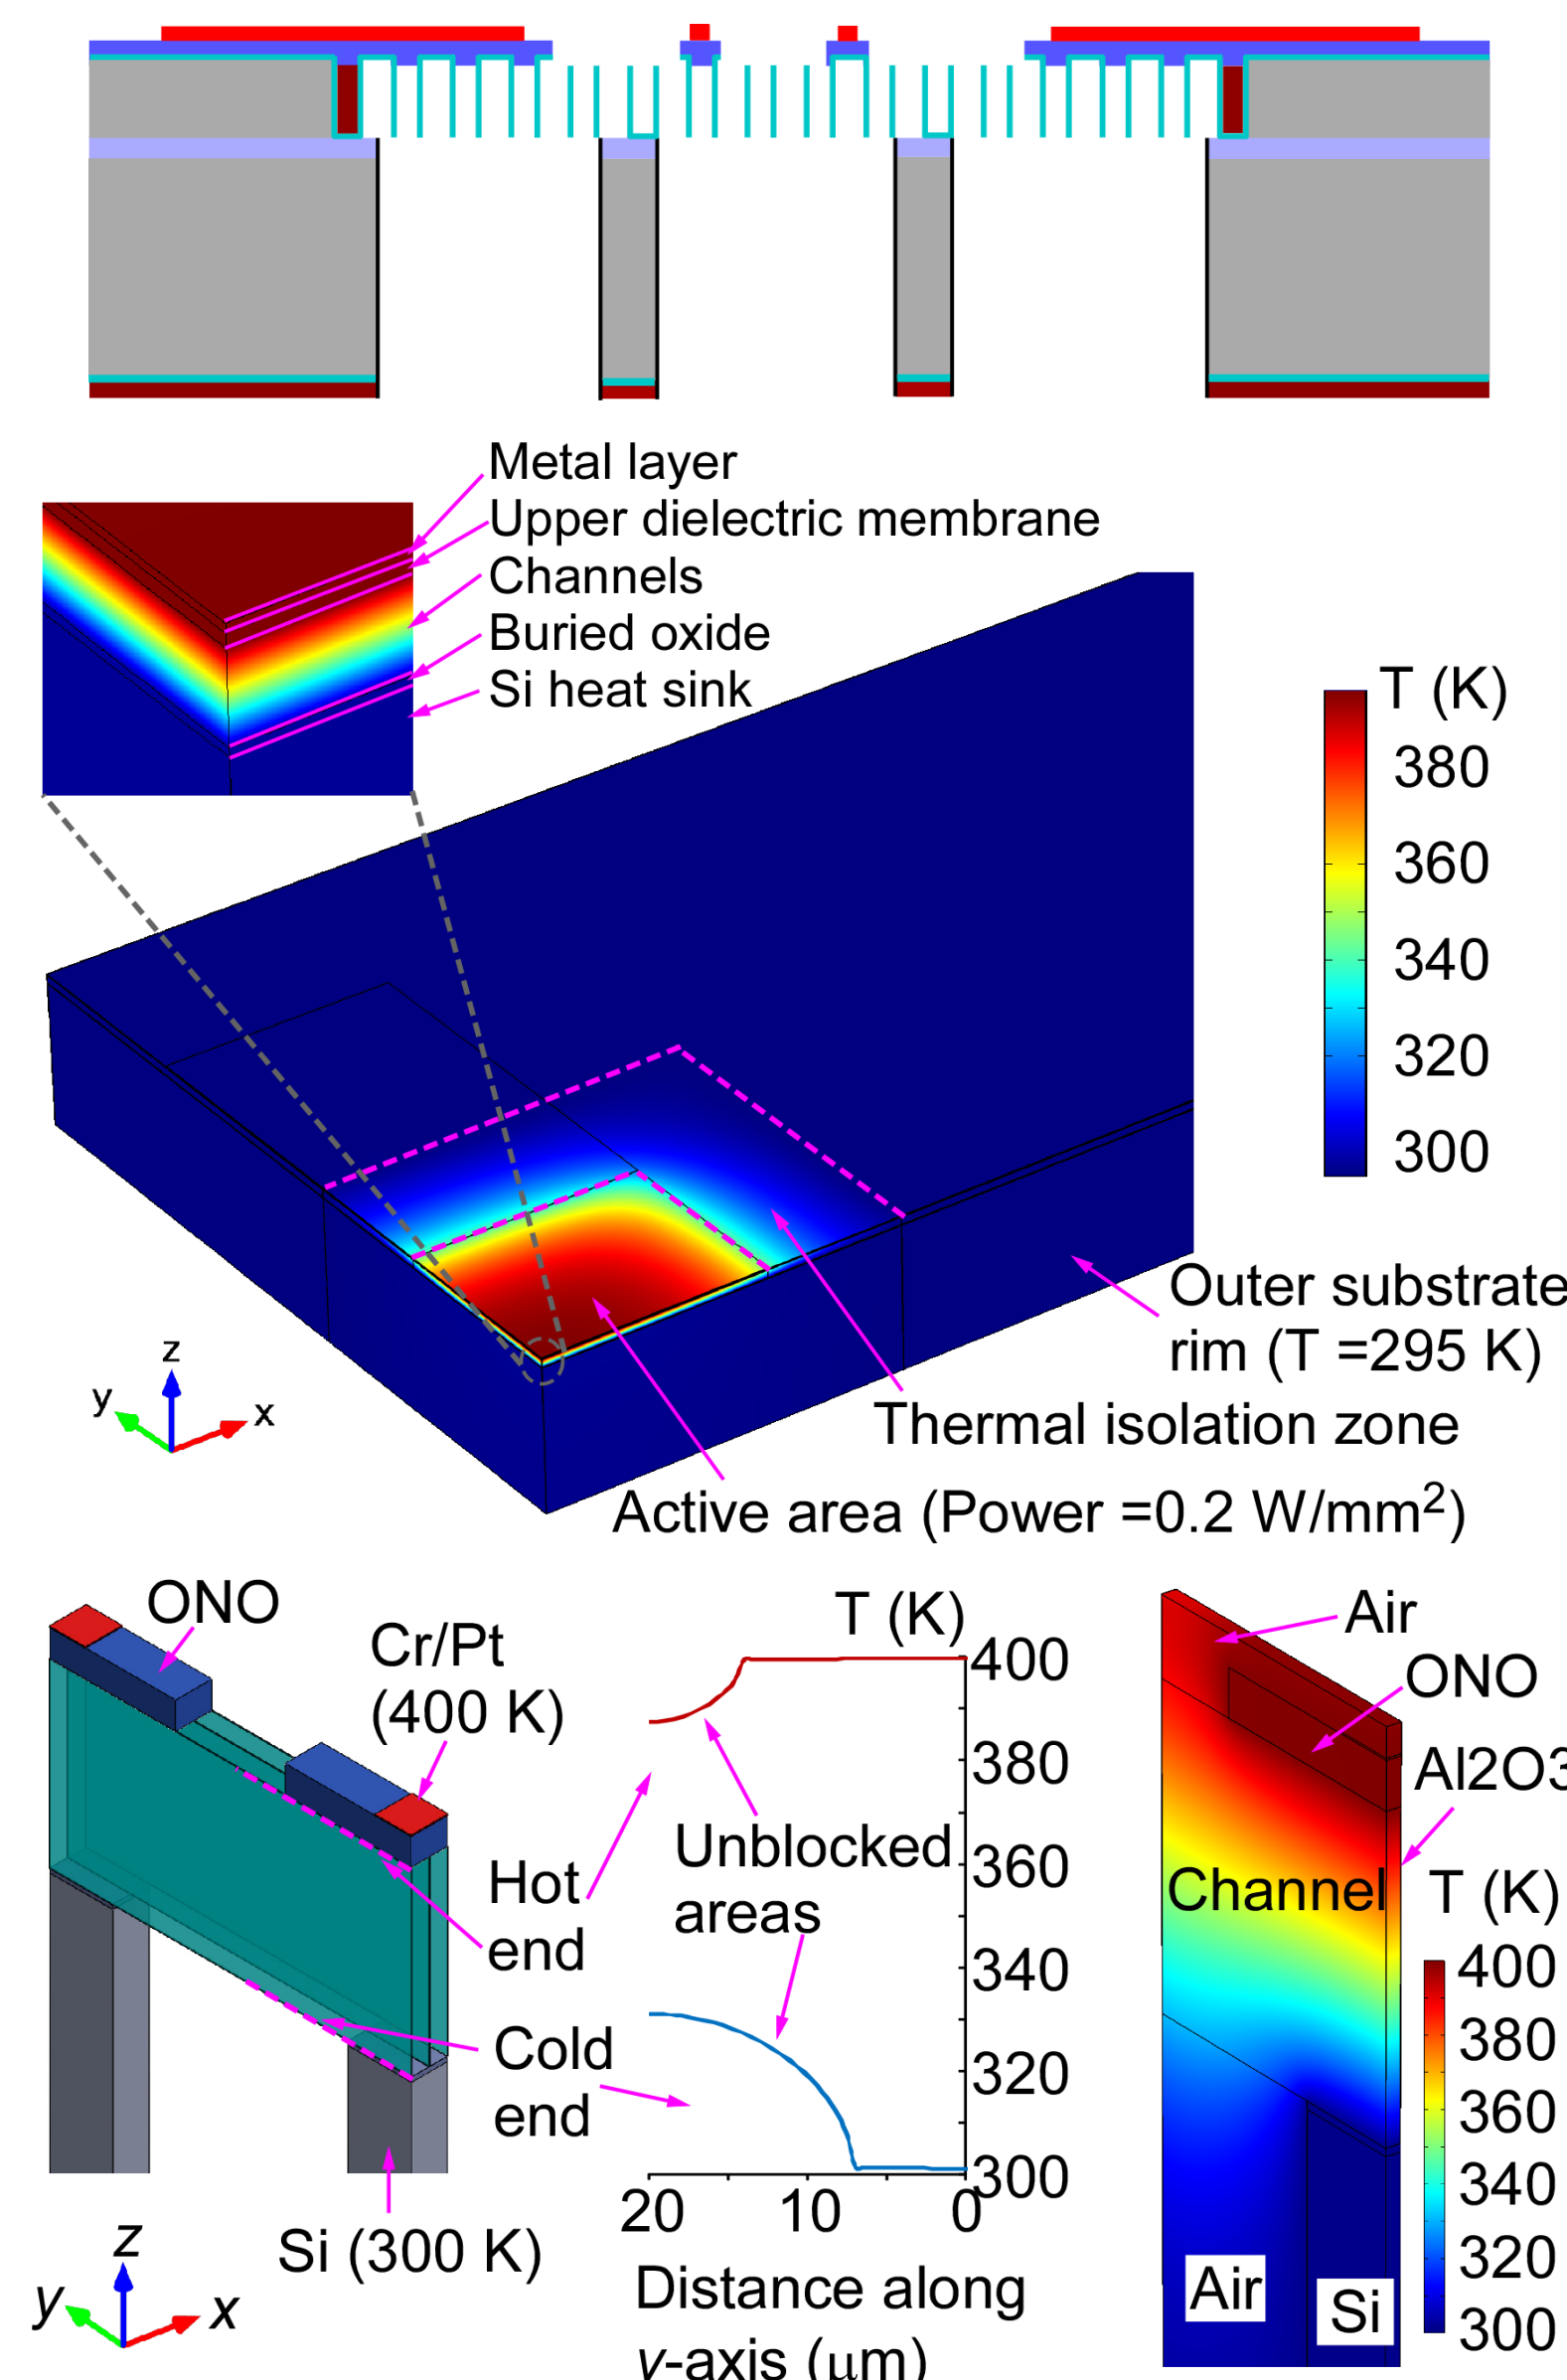 Metal layer
Upper dielectric membrane
Channels
Buried oxide
Si heat sink
T (K)
380
360
340
320
300
Outer substrate
rim (T =295 K)
Thermal isolation zone
Active area (Power =0.2 W/mm²)
z
y
x
ONO
Cr/Pt
(400 K)
Hot
end
Cold
end
Si (300 K)
z
y
x
T (K)
400
380
360
340
320
300
Unblocked
areas
20 10 0
Distance along
y-axis (μm)
Air
ONO
Al2O3
Channel
T (K)
400
380
360
340
320
300
Air
Si